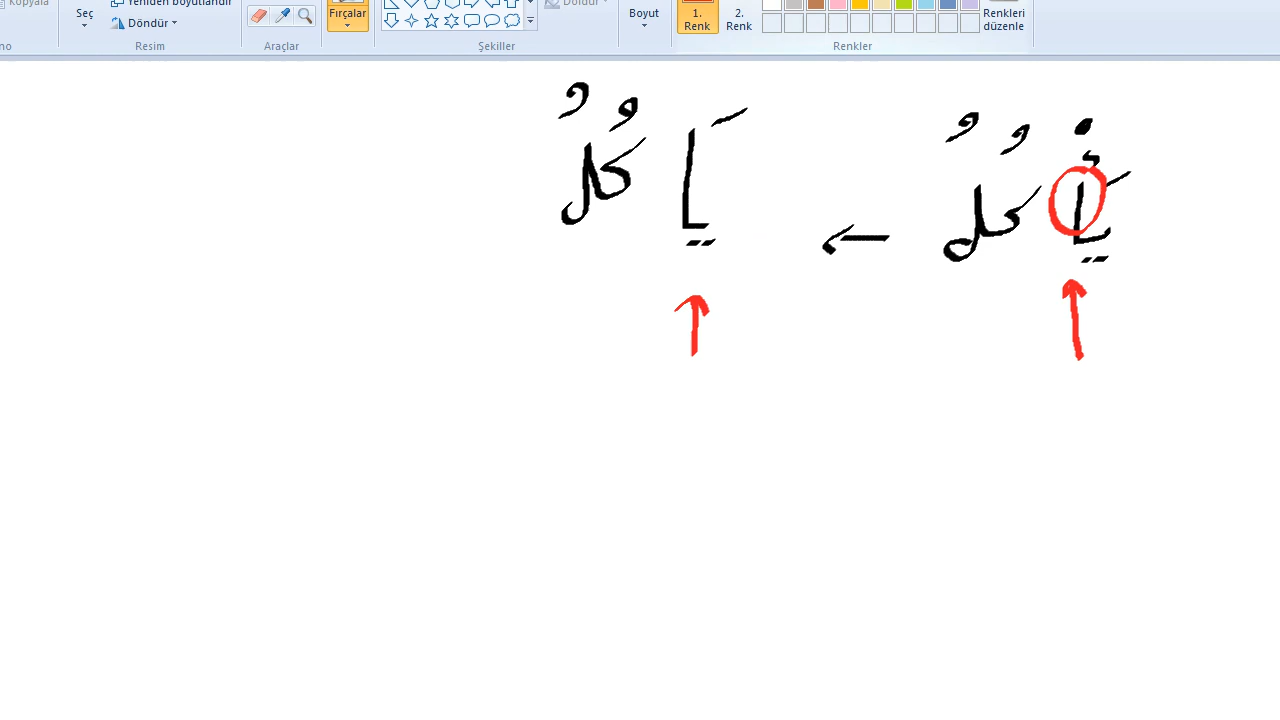 Kopyala
Seç
Yeniden boyutlandır
Döndür
Resim
Araçlar
Fırçalar
Şekiller
Doldur
Boyut
1. Renk
2. Renk
Renkleri düzenle
Renkler
يَأْكُلُ ← يَاكُلُ